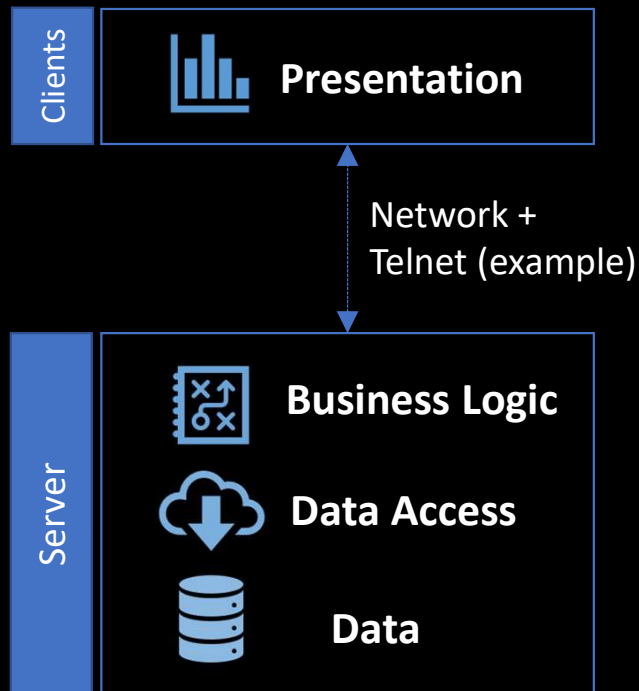 Clients
Presentation
Network +
Telnet (example)
Server
Business Logic
Data Access
Data